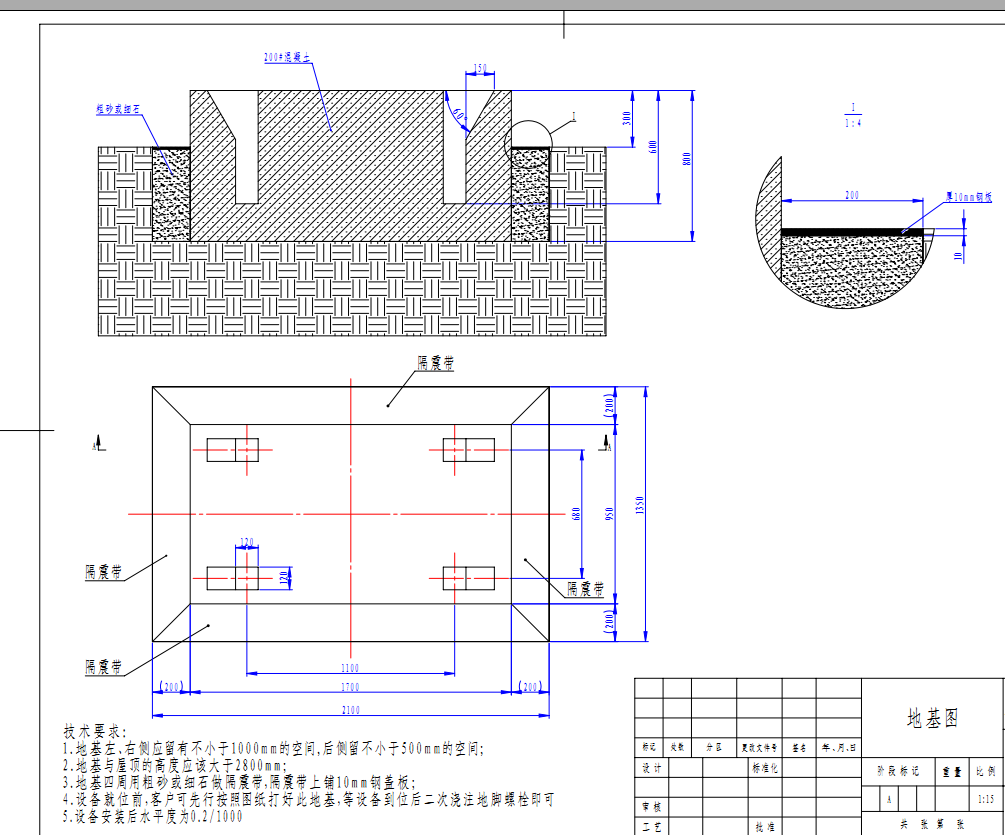 200#混凝土
150
粗砂或细石
60°
I
300
600
800
I
1:4
200
厚10mm钢板
10
隔震带
(200)
A
A
680
950
1350
120
120
隔震带
隔震带
(200)
隔震带
1100
(200)
1700
(200)
2100
技术要求:
1.地基左、右侧应留有不小于1000mm的空间,后侧留不小于500mm的空间;
2.地基与屋顶的高度应该大于2800mm;
3.地基四周用粗砂或细石做隔震带,隔震带上铺10mm钢盖板;
4.设备就位前,客户可先行按照图纸打好此地基,等设备到位后二次浇注地脚螺栓即可
5.设备安装后水平度为0.2/1000
地基图
标记 处数 分区 更改文件号 签名 年、月、日
设计 标准化 阶段标记 重量 比例
A 1:15
审核
工艺 批准 共 张 第 张